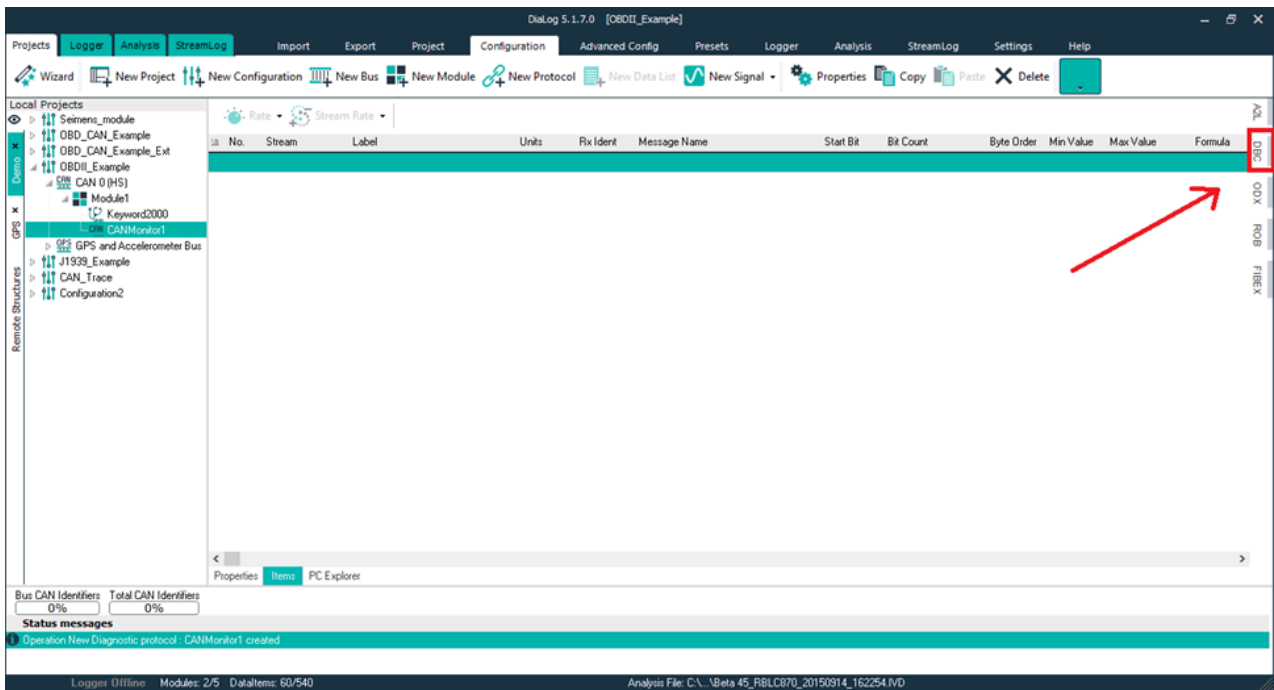 DiaLog 5.1.7.0 [OBDII_Example]
Projects Logger Analysis StreamLog Import Export Project Configuration Advanced Config Presets Logger Analysis StreamLog Settings Help
Wizard New Project New Configuration New Bus New Module New Protocol New Data List New Signal Properties Copy Paste Delete
Local Projects
Seimens_module
OBD_CAN_Example
OBD_CAN_Example_Ext
OBDII_Example
CAN CAN 0 (HS)
Module1
Keyword2000
CAN CANMonitor1
GPS GPS and Accelerometer Bus
J1939_Example
CAN_Trace
Configuration2
Demo
GPS
Remote Structures
Rate Stream Rate
No. Stream Label Units Rx Ident Message Name Start Bit Bit Count Byte Order Min Value Max Value Formula
A2L
DBC
ODX
ROB
FIBEX
Properties Items PC Explorer
Bus CAN Identifiers Total CAN Identifiers
0% 0%
Status messages
Operation New Diagnostic protocol : CANMonitor1 created
Logger Offline Modules: 2/5 DataItems: 60/540 Analysis File: C:\...\Beta 45_RBLC870_20150914_162254.IVD